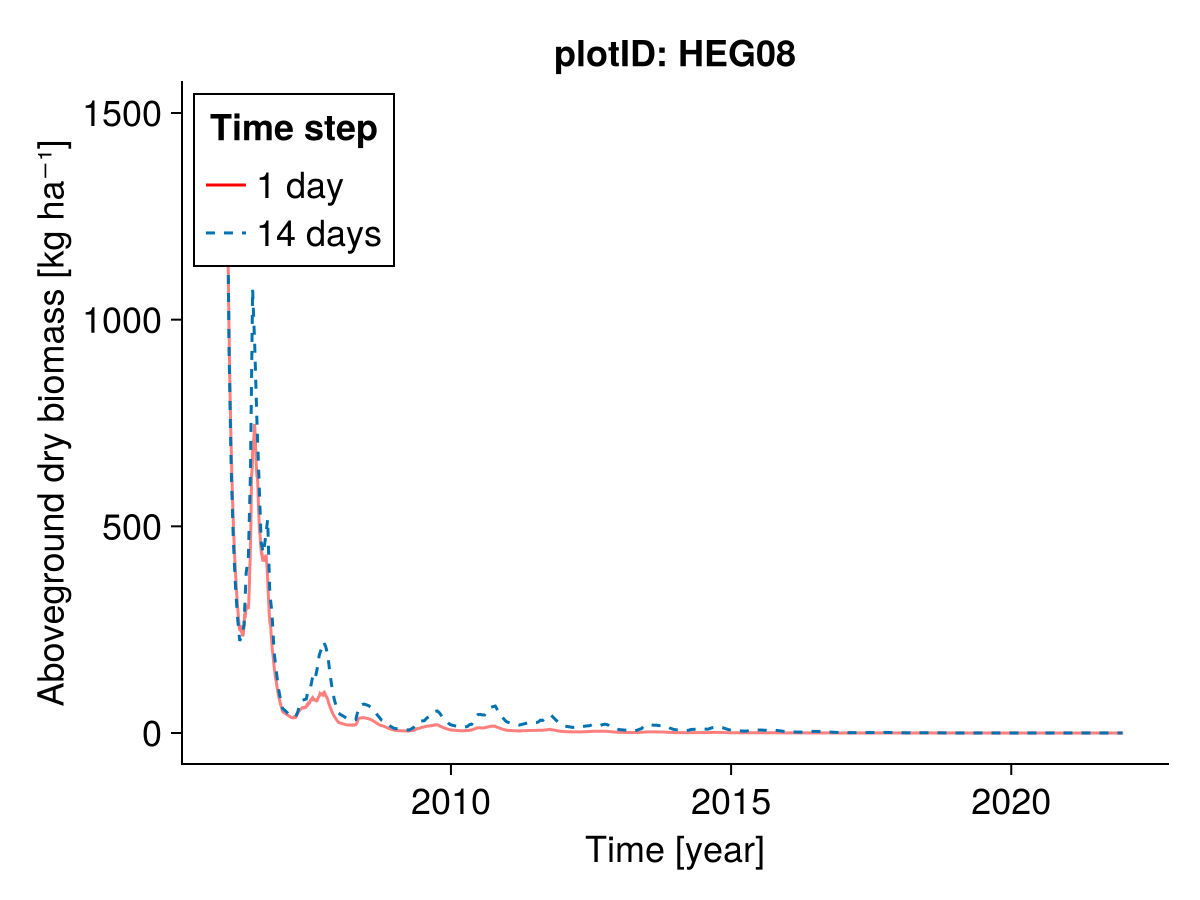 plotID: HEG08
Time step
1 day
14 days
Aboveground dry biomass [kg ha⁻¹]
1500
1000
500
0
2010
2015
2020
Time [year]